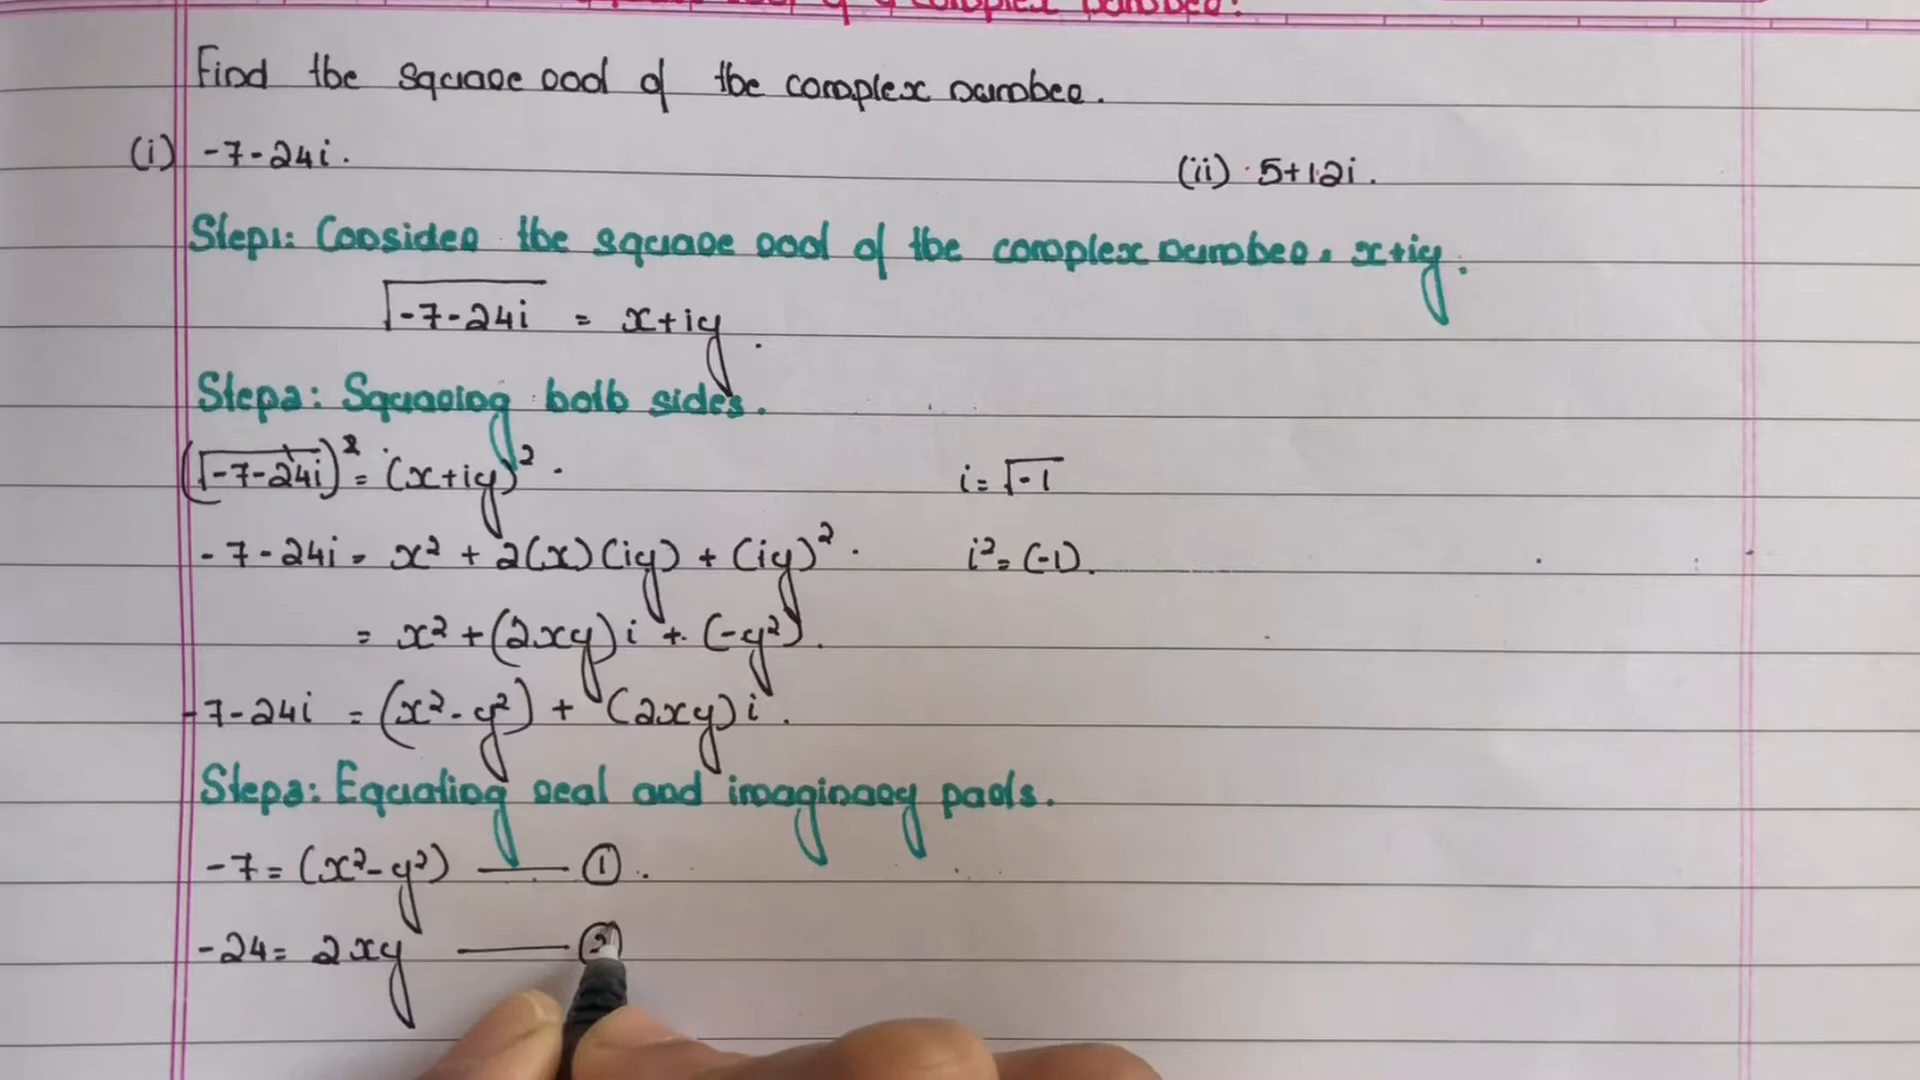 Find the square root of the complex number.
(i) -7-24i.
(ii) 5+12i.
Step1: Consider the square root of the complex number. x+iy.
√-7-24i = x+iy.
Step2: Squaring both sides.
(√-7-24i)² = (x+iy)².
i = √-1
-7-24i = x² + 2(x)(iy) + (iy)².
i² = (-1).
= x² + (2xy)i + (-y²).
-7-24i = (x²-y²) + (2xy)i.
Step3: Equating real and imaginary parts.
-7 = (x²-y²) —— ①.
-24 = 2xy —— ②